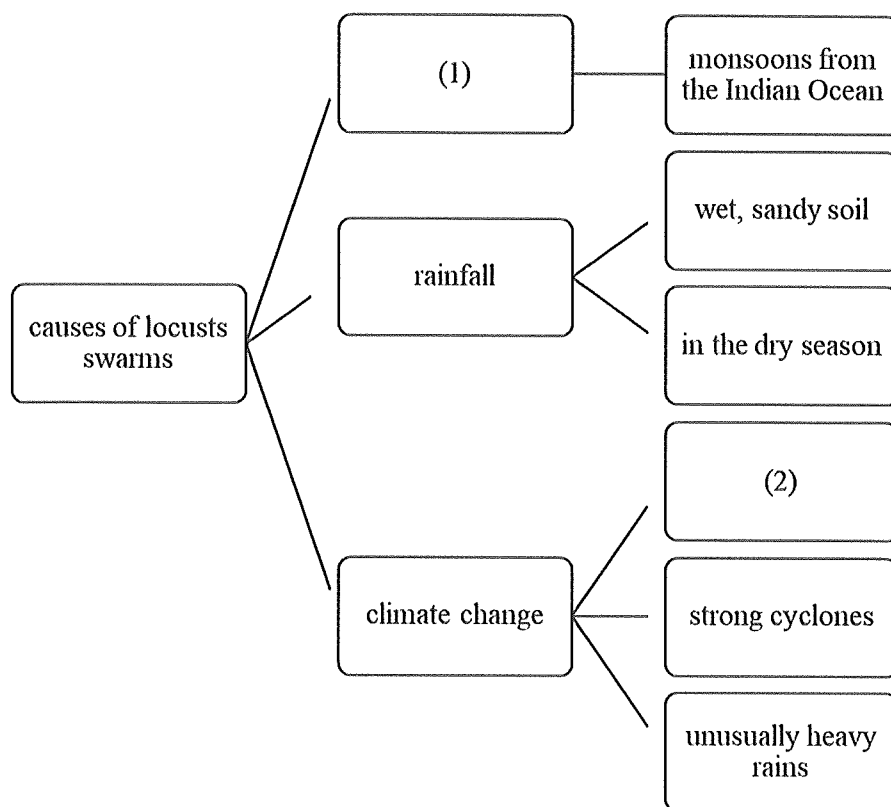 (1)
monsoons from
the Indian Ocean
wet, sandy soil
rainfall
causes of locusts
swarms
in the dry season
(2)
climate change
strong cyclones
unusually heavy
rains